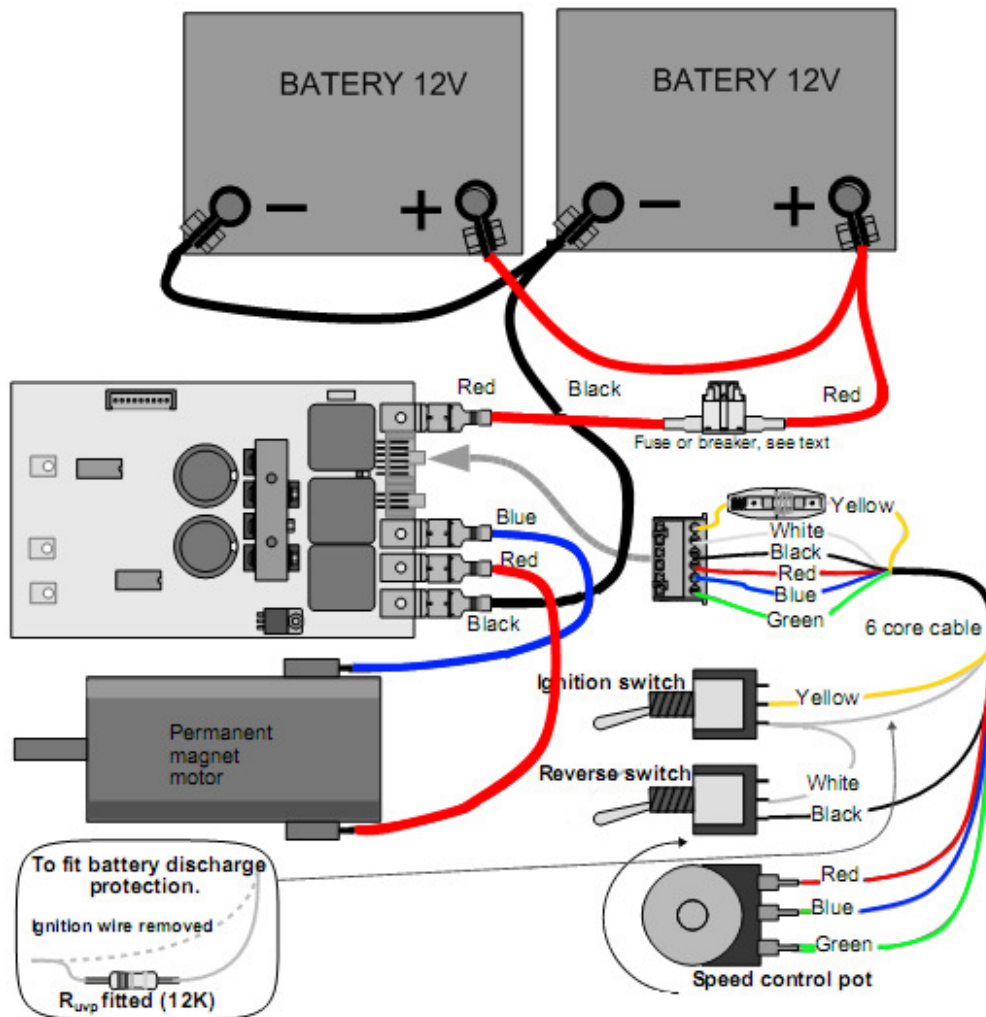 BATERY 12V
BATERY 12V
Red
Black
Red
Fuse or breaker, see text
Blue
Red
Black
Yellow
White
Black
Red
Blue
Green
6 core cable
Ignition switch
Yellow
Permanent
magnet
motor
Reverse switch
White
Black
To fit battery discharge
protection.
Ignition wire removed
Ruvp fitted (12K)
Red
Blue
Green
Speed control pot